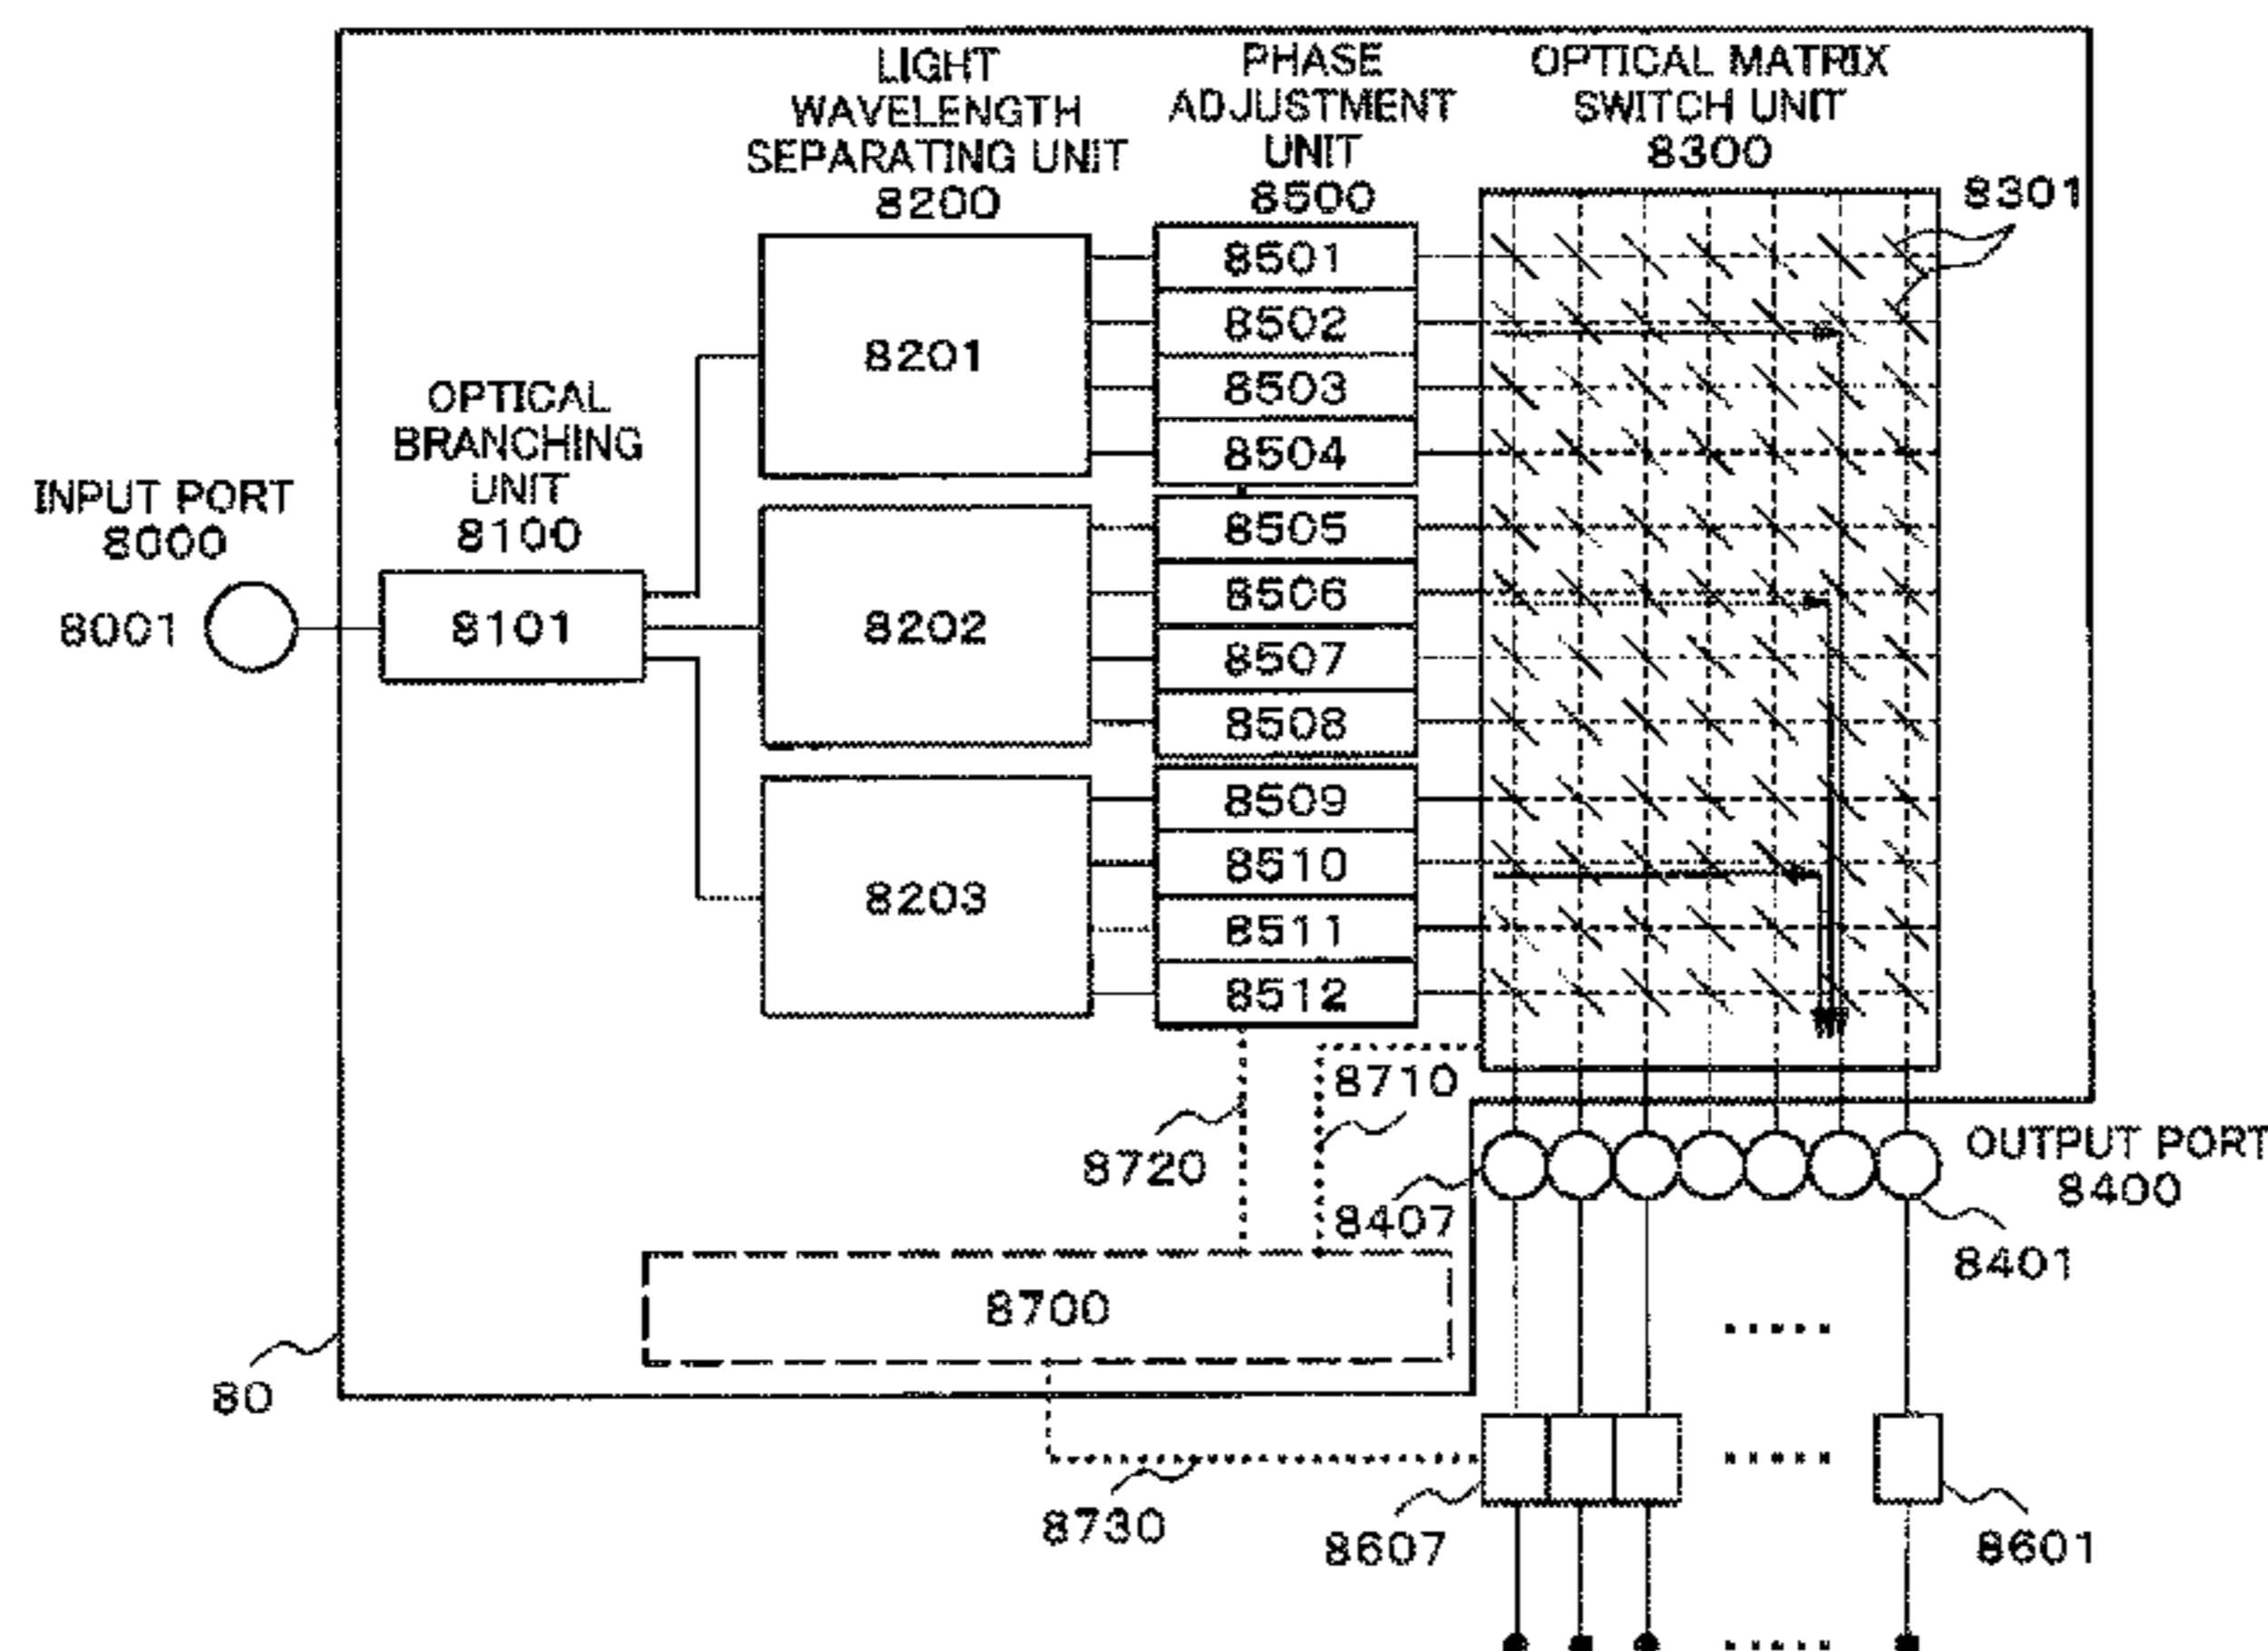 LIGHT
WAVELENGTH
SEPARATING UNIT
8200
PHASE
ADJUSTMENT
UNIT
8500
OPTICAL MATRIX
SWITCH UNIT
8300
8301
8501
8502
8503
8504
8505
8506
8507
8508
8509
8510
8511
8512
8201
8202
8203
OPTICAL
BRANCHING
UNIT
8100
8101
INPUT PORT
8000
8001
8710
8720
8407
OUTPUT PORT
8400
8401
8700
80
8730
8607
8601